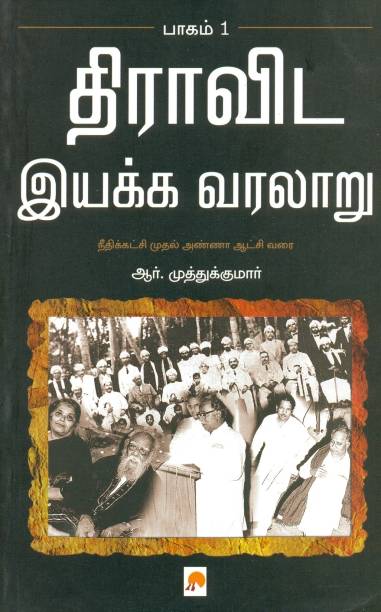 பாகம் 1
திராவிட
இயக்க வரலாறு
நீதிக்கட்சி முதல் அண்ணா ஆட்சி வரை
ஆர். முத்துக்குமார்